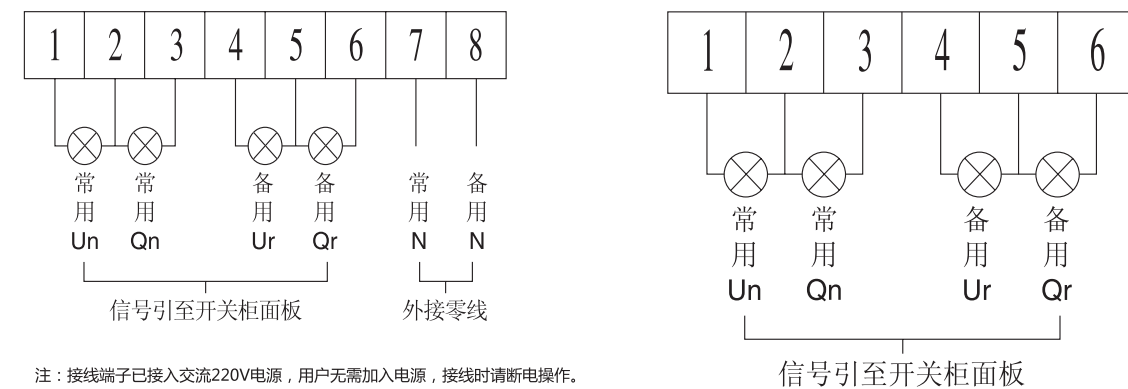 1 2 3 4 5 6 7 8
常用 Un
常用 Qn
备用 Ur
备用 Qr
常用 N
备用 N
信号引至开关柜面板
外接零线
注：接线端子已接入交流220V电源，用户无需加入电源，接线时请断电操作。
1 2 3 4 5 6
常用 Un
常用 Qn
备用 Ur
备用 Qr
信号引至开关柜面板